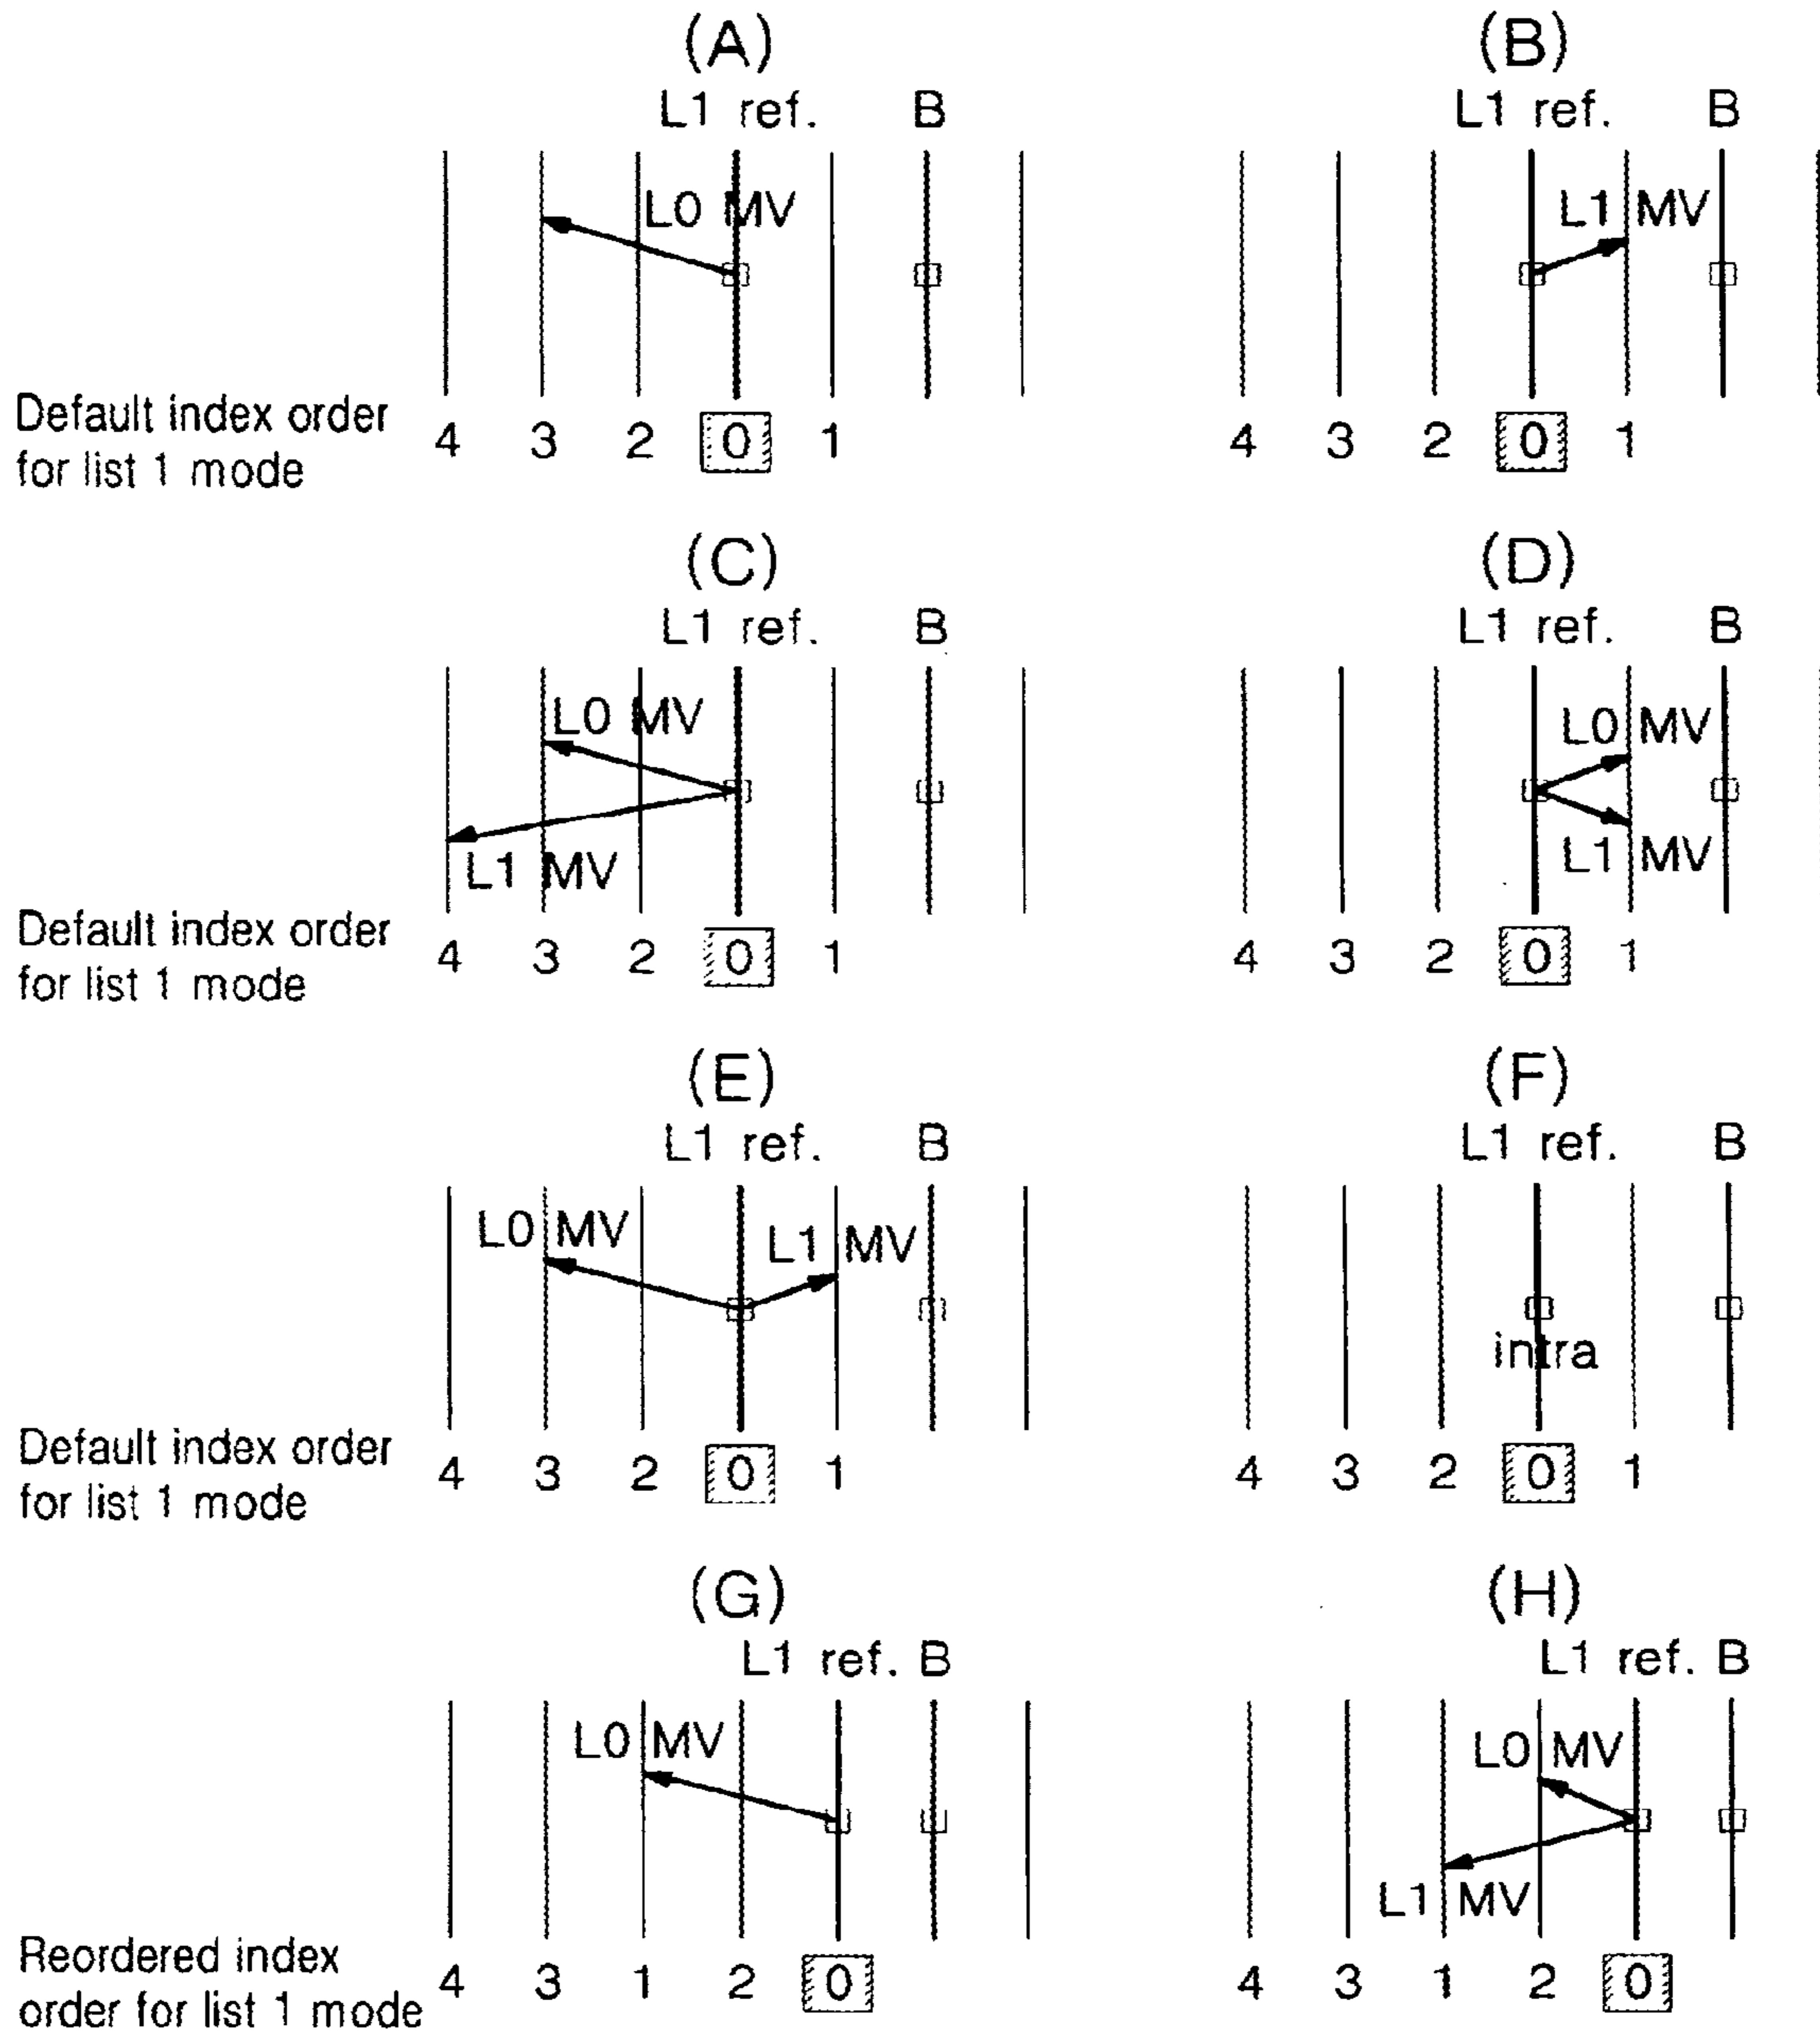 (A) (B)
L1 ref. B L1 ref. B
L0 MV L1 MV
Default index order
for list 1 mode
4 3 2 0 1 4 3 2 0 1
(C) (D)
L1 ref. B L1 ref. B
L0 MV L0 MV
L1 MV L1 MV
Default index order
for list 1 mode
4 3 2 0 1 4 3 2 0 1
(E) (F)
L1 ref. B L1 ref. B
L0 MV L1 MV
intra
Default index order
for list 1 mode
4 3 2 0 1 4 3 2 0 1
(G) (H)
L1 ref. B L1 ref. B
L0 MV L0 MV
L1 MV
Reordered index
order for list 1 mode
4 3 1 2 0 4 3 1 2 0